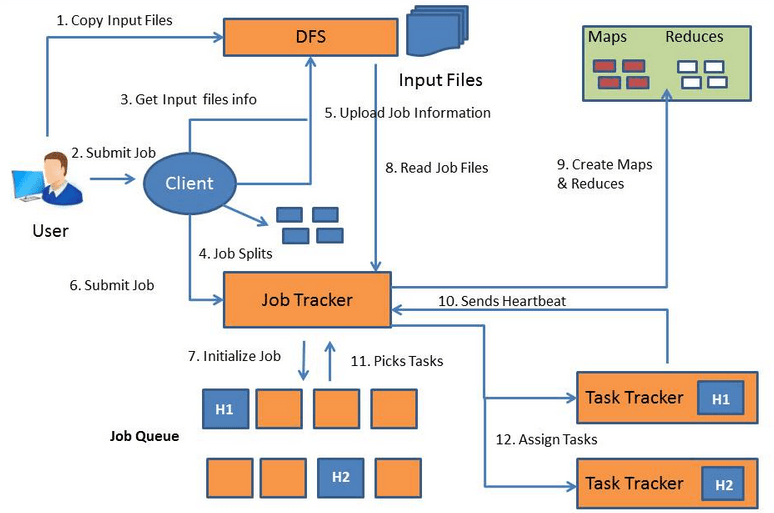 1. Copy Input Files
DFS
Input Files
Maps
Reduces
3. Get Input files info
5. Upload Job Information
2. Submit Job
Client
User
8. Read Job Files
9. Create Maps
& Reduces
4. Job Splits
6. Submit Job
Job Tracker
10. Sends Heartbeat
7. Initialize Job
11. Picks Tasks
H1
Job Queue
H2
Task Tracker
H1
12. Assign Tasks
Task Tracker
H2